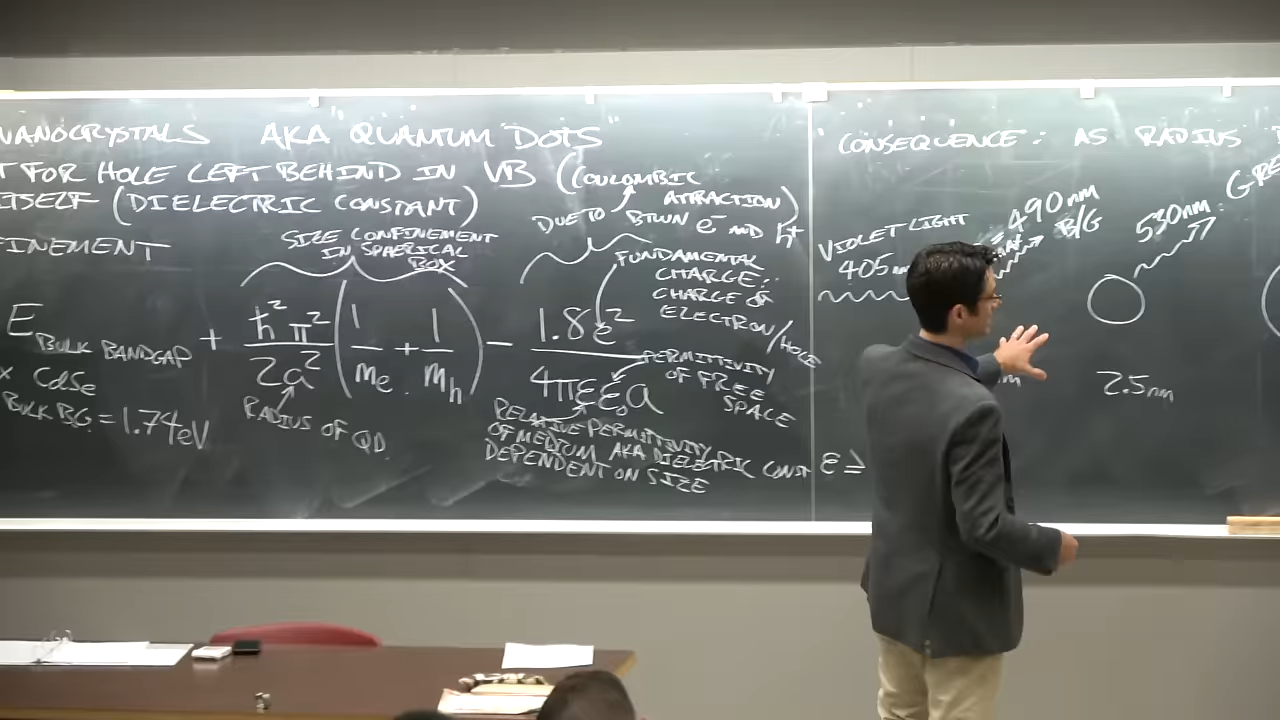 NANOCRYSTALS AKA QUANTUM DOTS
T FOR HOLE LEFT BEHIND IN VB (COULOMBIC
ATTRACTION)
BTWN e⁻ AND h⁺
ITSELF (DIELECTRIC CONSTANT)
DUE TO
FINEMENT
SIZE CONFINEMENT
IN SPHERICAL
BOX
FUNDAMENTAL
CHARGE:
CHARGE OF
ELECTRON/HOLE
E BULK BANDGAP + ħ²π²/2a² (1/me + 1/mh) - 1.8e²/4πεε₀a
x CdSe
BULK BG = 1.74eV
RADIUS OF QD
PERMITTIVITY
OF FREE
SPACE
RELATIVE PERMITTIVITY
OF MEDIUM AKA DIELECTRIC CONST
DEPENDENT ON SIZE
ε ≥
CONSEQUENCE: AS RADIUS
VIOLET LIGHT
405
490nm
B/G
530nm:
GRE
2.5nm